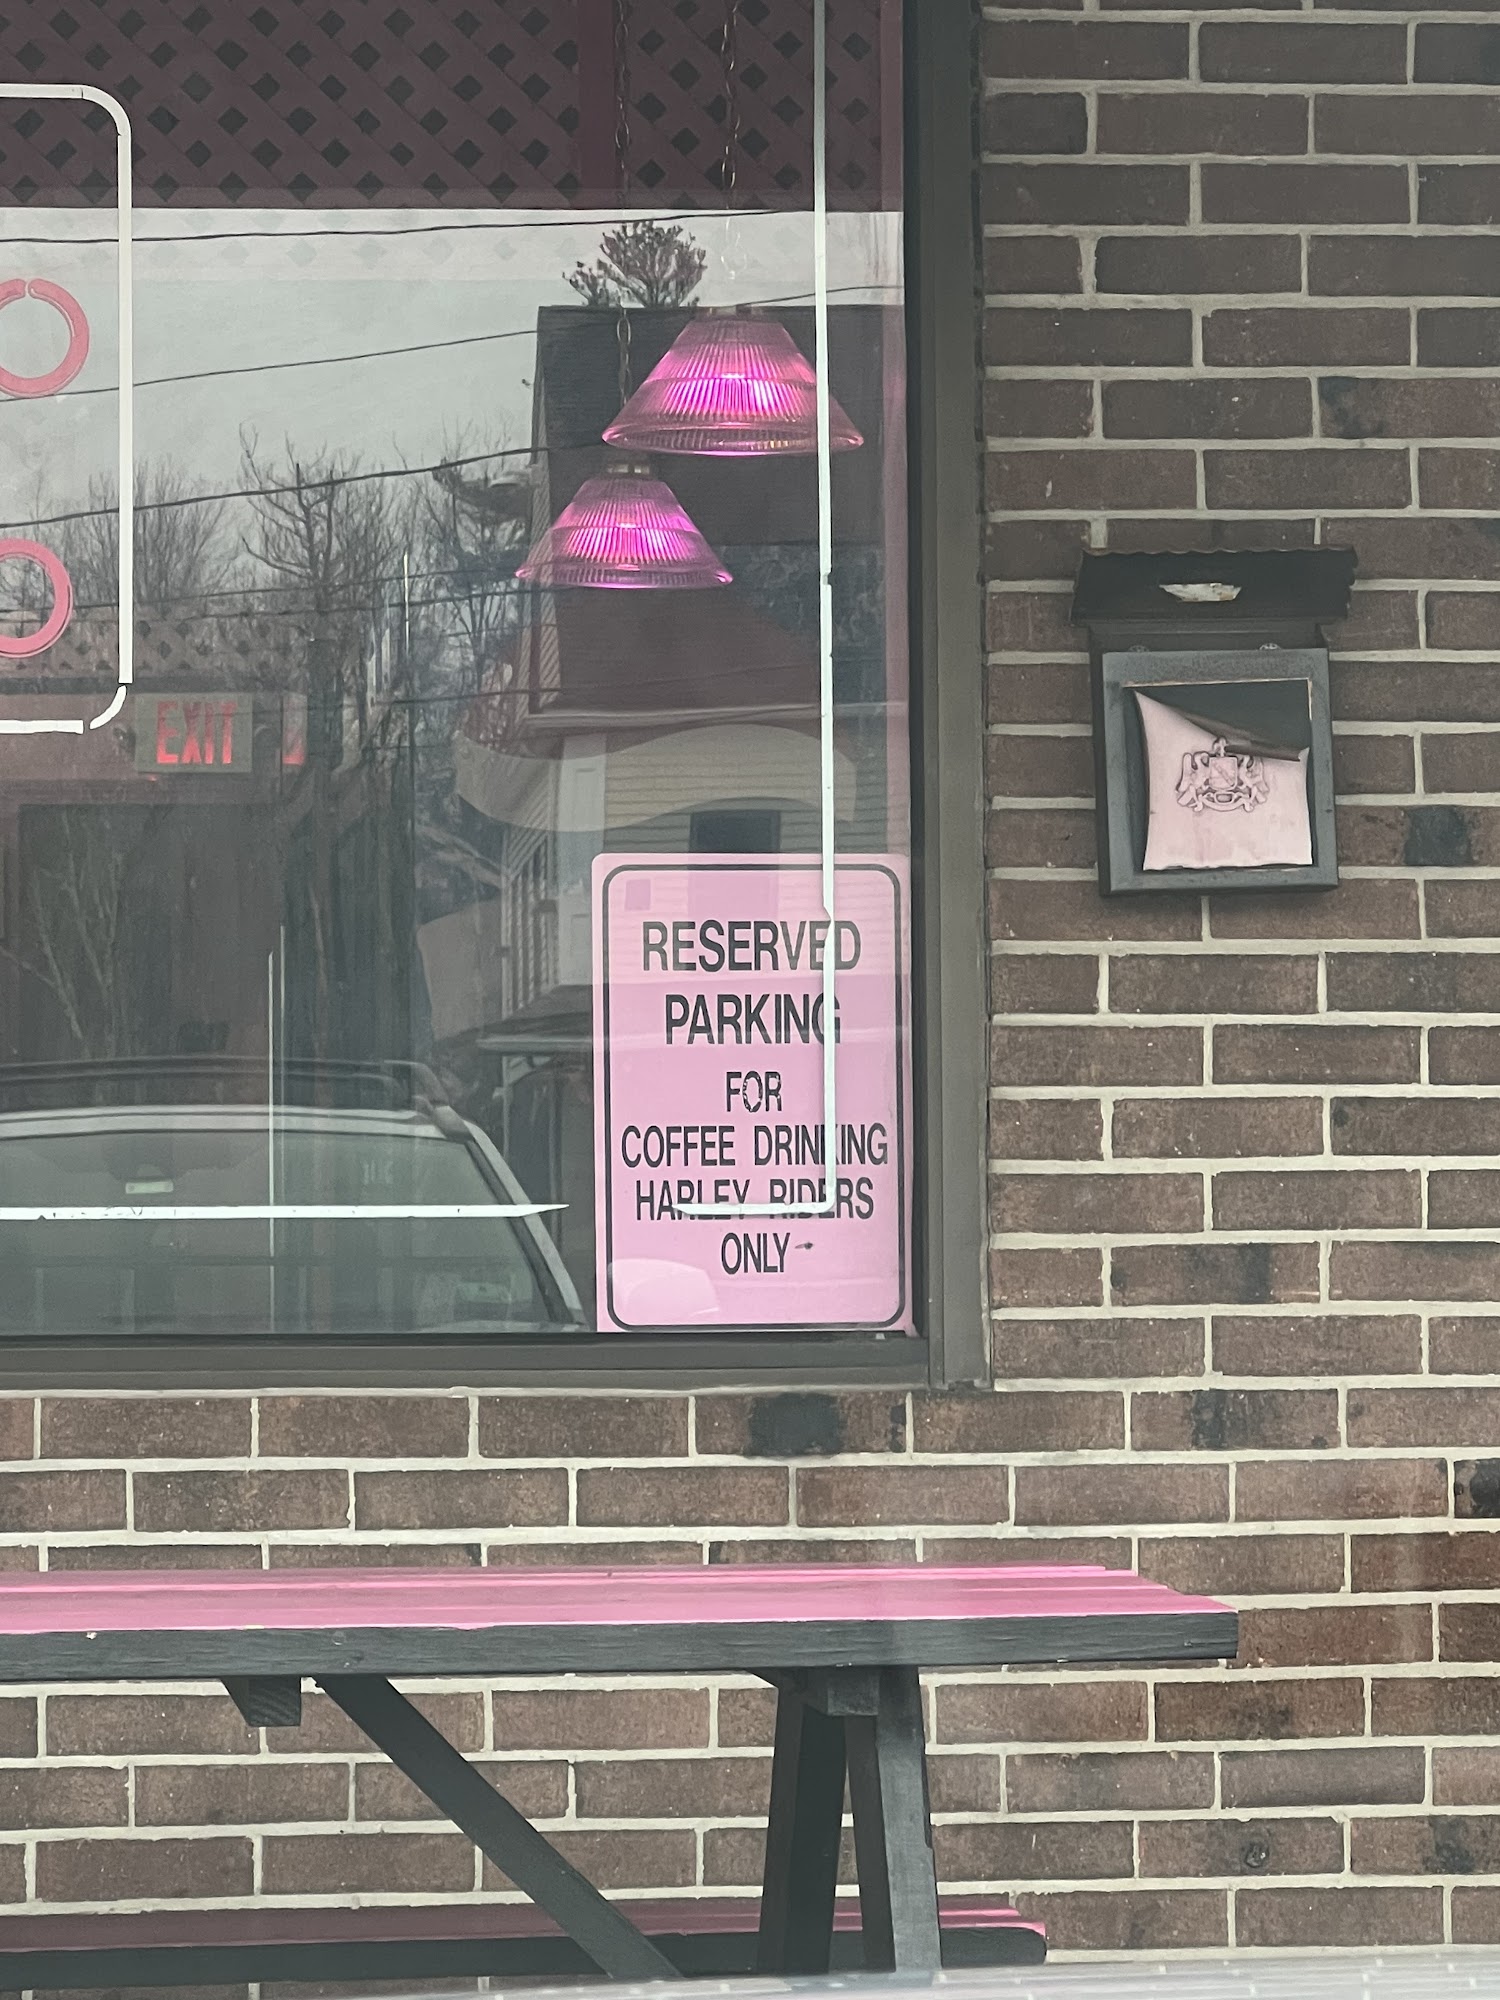 EXIT
RESERVED
PARKING
FOR
COFFEE DRINKING
HARLEY RIDERS
ONLY